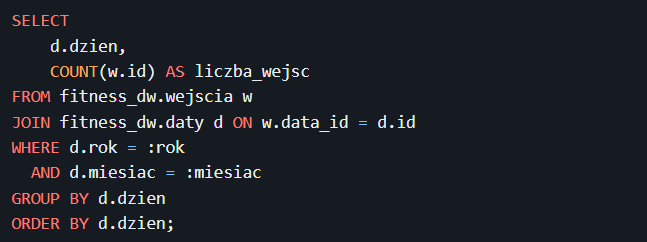 SELECT
    d.dzien,
    COUNT(w.id) AS liczba_wejsc
FROM fitness_dw.wejscia w
JOIN fitness_dw.daty d ON w.data_id = d.id
WHERE d.rok = :rok
  AND d.miesiac = :miesiac
GROUP BY d.dzien
ORDER BY d.dzien;